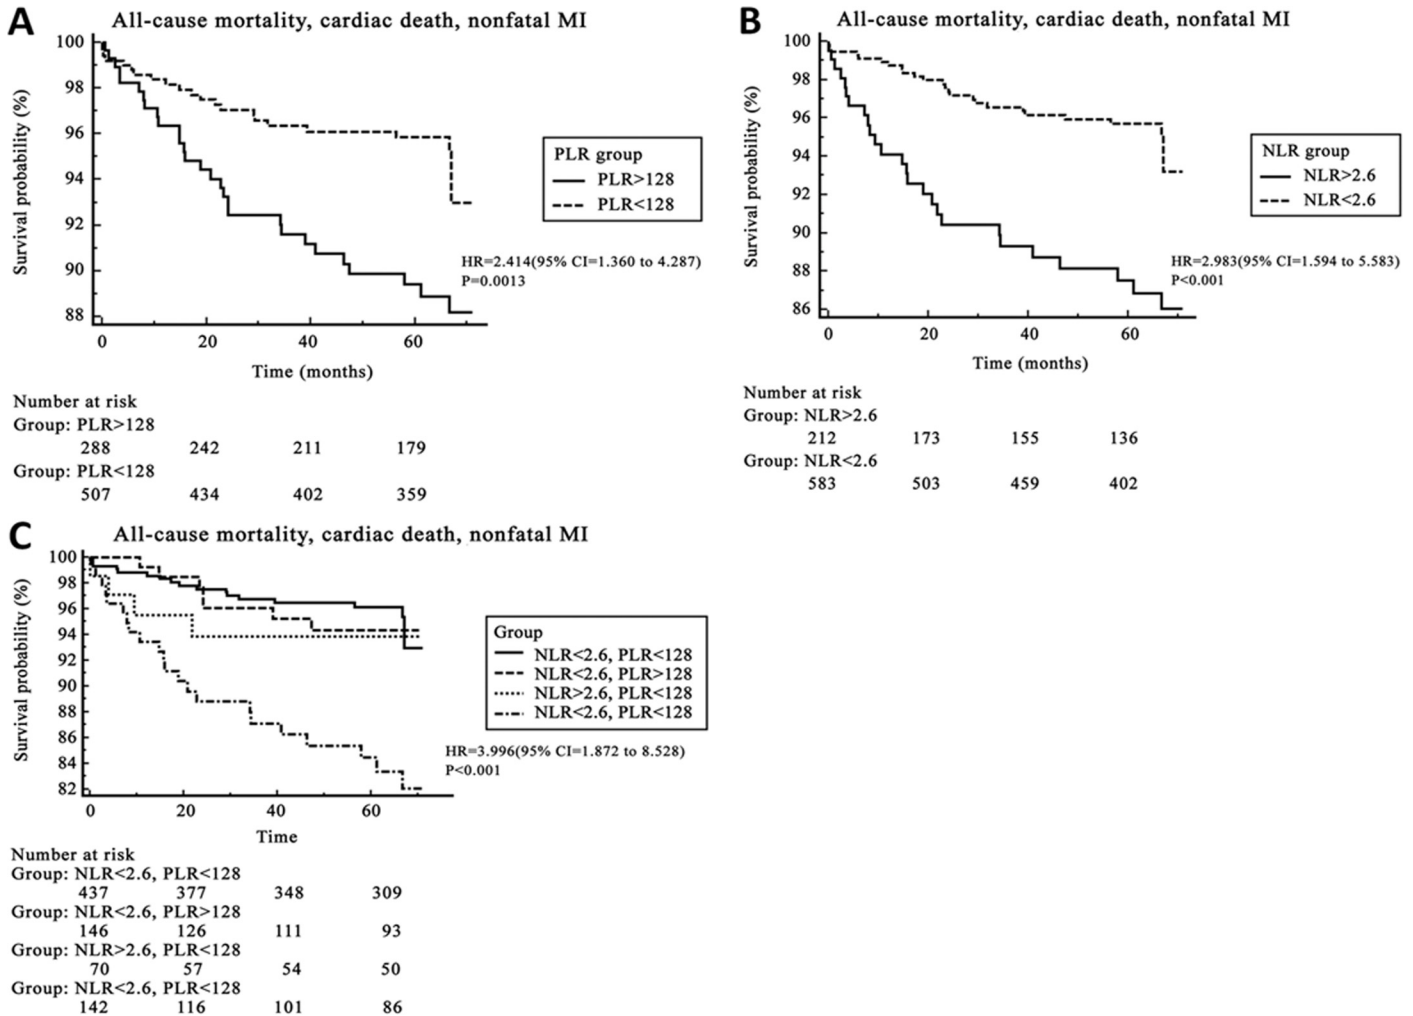 A
All-cause mortality, cardiac death, nonfatal MI
Survival probability (%)
100
98
96
94
92
90
88
0 20 40 60
Time (months)
PLR group
PLR>128
PLR<128
HR=2.414(95% CI=1.360 to 4.287)
P=0.0013
Number at risk
Group: PLR>128
288 242 211 179
Group: PLR<128
507 434 402 359
B
All-cause mortality, cardiac death, nonfatal MI
Survival probability (%)
100
98
96
94
92
90
88
86
0 20 40 60
Time (months)
NLR group
NLR>2.6
NLR<2.6
HR=2.983(95% CI=1.594 to 5.583)
P<0.001
Number at risk
Group: NLR>2.6
212 173 155 136
Group: NLR<2.6
583 503 459 402
C
All-cause mortality, cardiac death, nonfatal MI
Survival probability (%)
100
98
96
94
92
90
88
86
84
82
0 20 40 60
Time
Group
NLR<2.6, PLR<128
NLR<2.6, PLR>128
NLR>2.6, PLR<128
NLR<2.6, PLR<128
HR=3.996(95% CI=1.872 to 8.528)
P<0.001
Number at risk
Group: NLR<2.6, PLR<128
437 377 348 309
Group: NLR<2.6, PLR>128
146 126 111 93
Group: NLR>2.6, PLR<128
70 57 54 50
Group: NLR<2.6, PLR<128
142 116 101 86